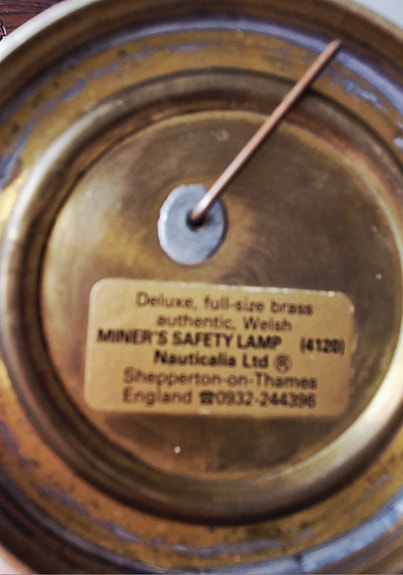 Deluxe, full-size brass
authentic, Welsh
MINER'S SAFETY LAMP (4120)
Nauticalia Ltd ®
Shepperton-on-Thames
England ☎0932-244396